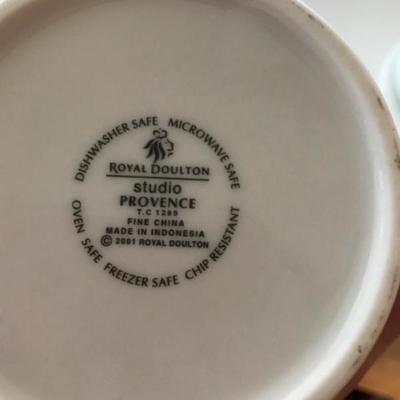 DISHWASHER SAFE MICROWAVE SAFE
ROYAL DOULTON
studio
PROVENCE
T.C 1289
FINE CHINA
MADE IN INDONESIA
© 2001 ROYAL DOULTON
OVEN SAFE FREEZER SAFE CHIP RESISTANT